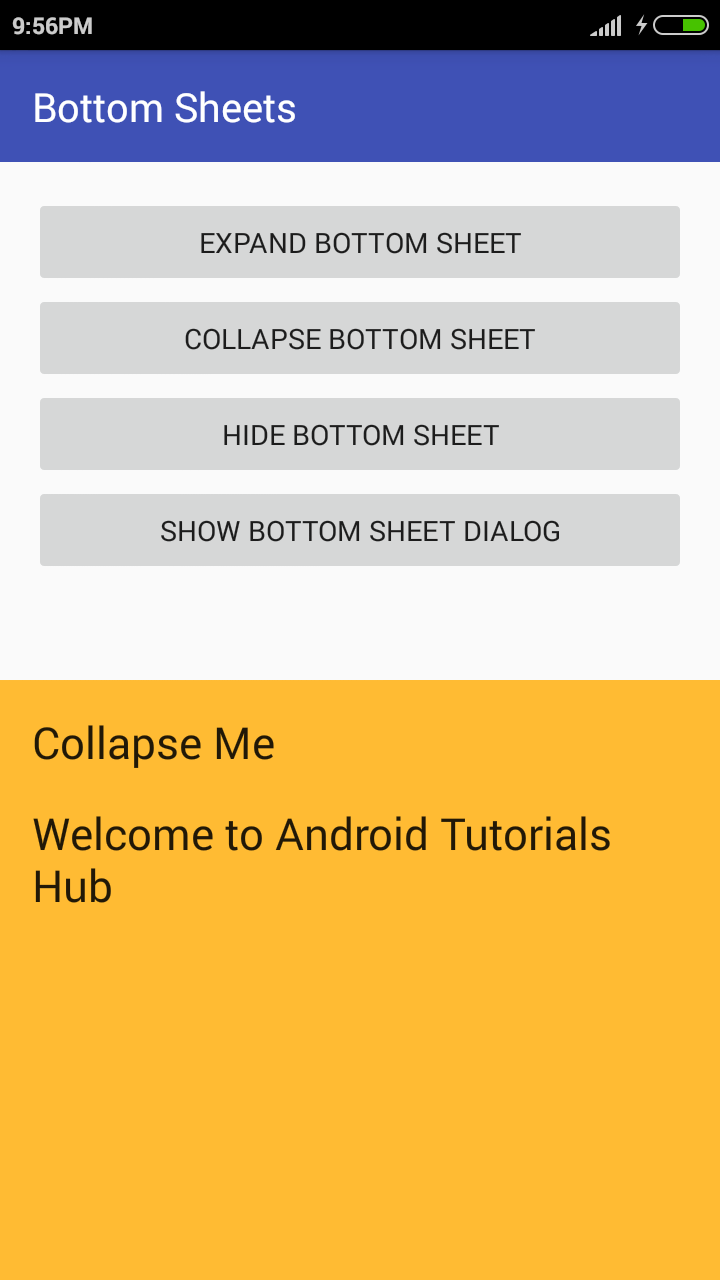 9:56PM
Bottom Sheets
EXPAND BOTTOM SHEET
COLLAPSE BOTTOM SHEET
HIDE BOTTOM SHEET
SHOW BOTTOM SHEET DIALOG
Collapse Me
Welcome to Android Tutorials
Hub